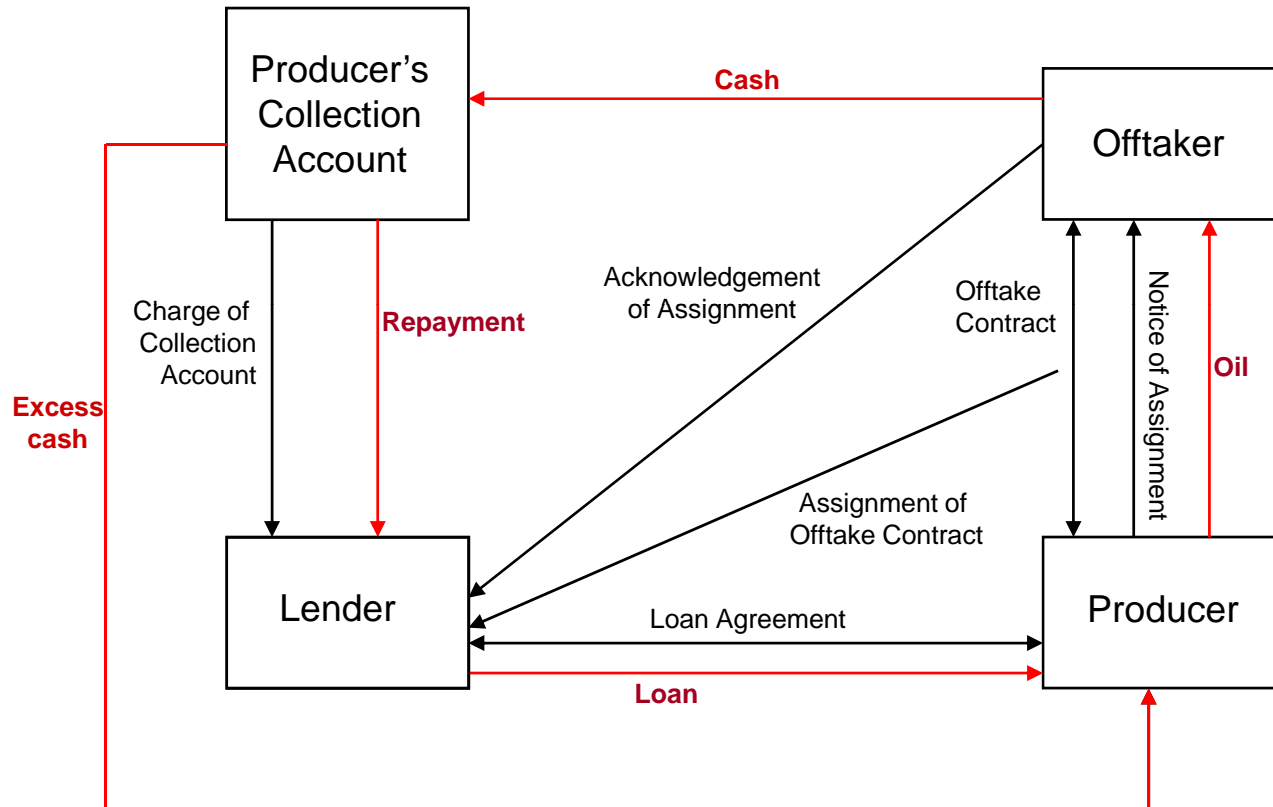 Producer's
Collection
Account
Cash
Offtaker
Acknowledgement
of Assignment
Offtake
Contract
Notice of Assignment
Oil
Charge of
Collection
Account
Repayment
Excess
cash
Assignment of
Offtake Contract
Lender
Loan Agreement
Producer
Loan